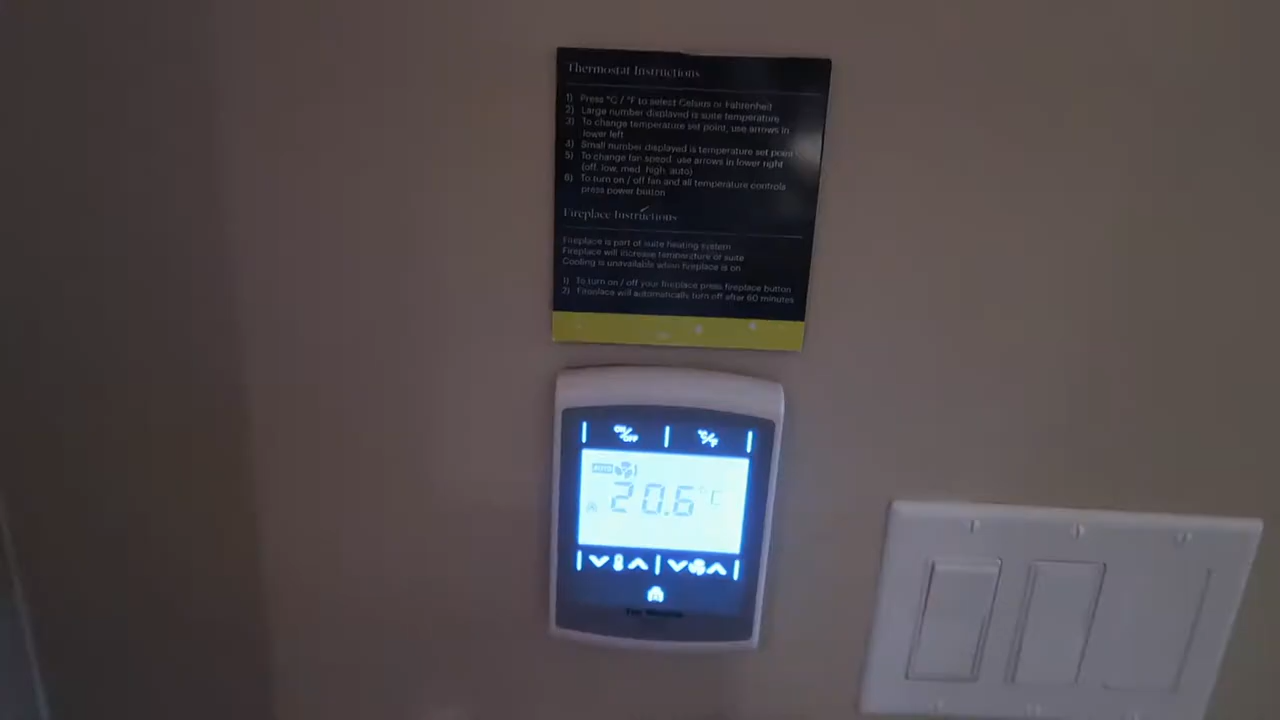 Thermostat Instructions
1) Press °C / °F to select Celsius or Fahrenheit
2) Large number displayed is suite temperature
3) To change temperature set point, use arrows in
lower left
4) Small number displayed is temperature set point
5) To change fan speed, use arrows in lower right
(off, low, med, high, auto)
6) To turn on / off fan and all temperature controls
press power button
Fireplace Instructions
Fireplace is part of suite heating system
Fireplace will increase temperature of suite
Cooling is unavailable when fireplace is on
1) To turn on / off your fireplace press fireplace button
2) Fireplace will automatically turn off after 60 minutes
ON/OFF
°C/°F
AUTO
20.6 °C